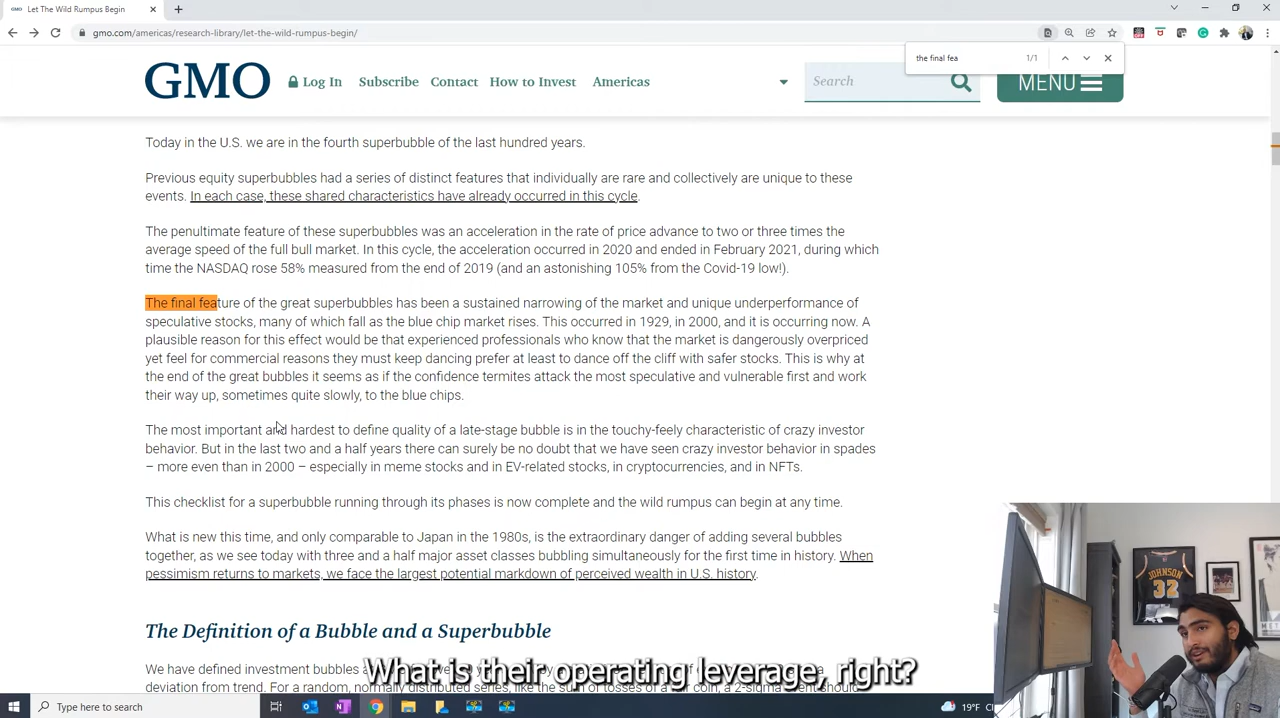 GMO Let The Wild Rumpus Begin
gmo.com/americas/research-library/let-the-wild-rumpus-begin/
the final fea 1/1
GMO
Log In Subscribe Contact How to Invest Americas
Search
MENU
Today in the U.S. we are in the fourth superbubble of the last hundred years.
Previous equity superbubbles had a series of distinct features that individually are rare and collectively are unique to these
events. In each case, these shared characteristics have already occurred in this cycle.
The penultimate feature of these superbubbles was an acceleration in the rate of price advance to two or three times the
average speed of the full bull market. In this cycle, the acceleration occurred in 2020 and ended in February 2021, during which
time the NASDAQ rose 58% measured from the end of 2019 (and an astonishing 105% from the Covid-19 low!).
The final feature of the great superbubbles has been a sustained narrowing of the market and unique underperformance of
speculative stocks, many of which fall as the blue chip market rises. This occurred in 1929, in 2000, and it is occurring now. A
plausible reason for this effect would be that experienced professionals who know that the market is dangerously overpriced
yet feel for commercial reasons they must keep dancing prefer at least to dance off the cliff with safer stocks. This is why at
the end of the great bubbles it seems as if the confidence termites attack the most speculative and vulnerable first and work
their way up, sometimes quite slowly, to the blue chips.
The most important and hardest to define quality of a late-stage bubble is in the touchy-feely characteristic of crazy investor
behavior. But in the last two and a half years there can surely be no doubt that we have seen crazy investor behavior in spades
– more even than in 2000 – especially in meme stocks and in EV-related stocks, in cryptocurrencies, and in NFTs.
This checklist for a superbubble running through its phases is now complete and the wild rumpus can begin at any time.
What is new this time, and only comparable to Japan in the 1980s, is the extraordinary danger of adding several bubbles
together, as we see today with three and a half major asset classes bubbling simultaneously for the first time in history. When
pessimism returns to markets, we face the largest potential markdown of perceived wealth in U.S. history.
JOHNSON
32
The Definition of a Bubble and a Superbubble
We have defined investment bubbles
What is their operating leverage, right?
deviation from trend. For a random, normally distributed series, like the
Type here to search
19°F